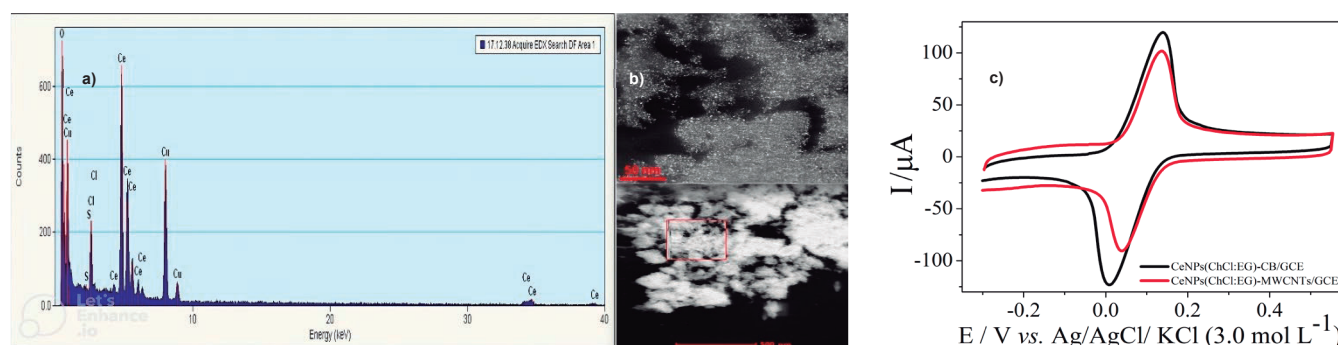 a)
17.12.38 Acquire EDX Search DF Area 1
O
Ce
Ce
Ce
Cu
Cl
Cl
S
S
Ce
Ce
Ce
Ce
Ce
Cu
Cu
Ce
Ce
Ce
600
400
200
0.0
Counts
10
20
30
40
Energy (keV)
Let's
Enhance
.io
b)
50 nm
c)
100
50
0
-50
-100
I /µA
CeNPs(ChCl:EG)-CB/GCE
CeNPs(ChCl:EG)-MWCNTs/GCE
-0.2
0.0
0.2
0.4
E / V vs. Ag/AgCl/ KCl (3.0 mol L⁻¹)